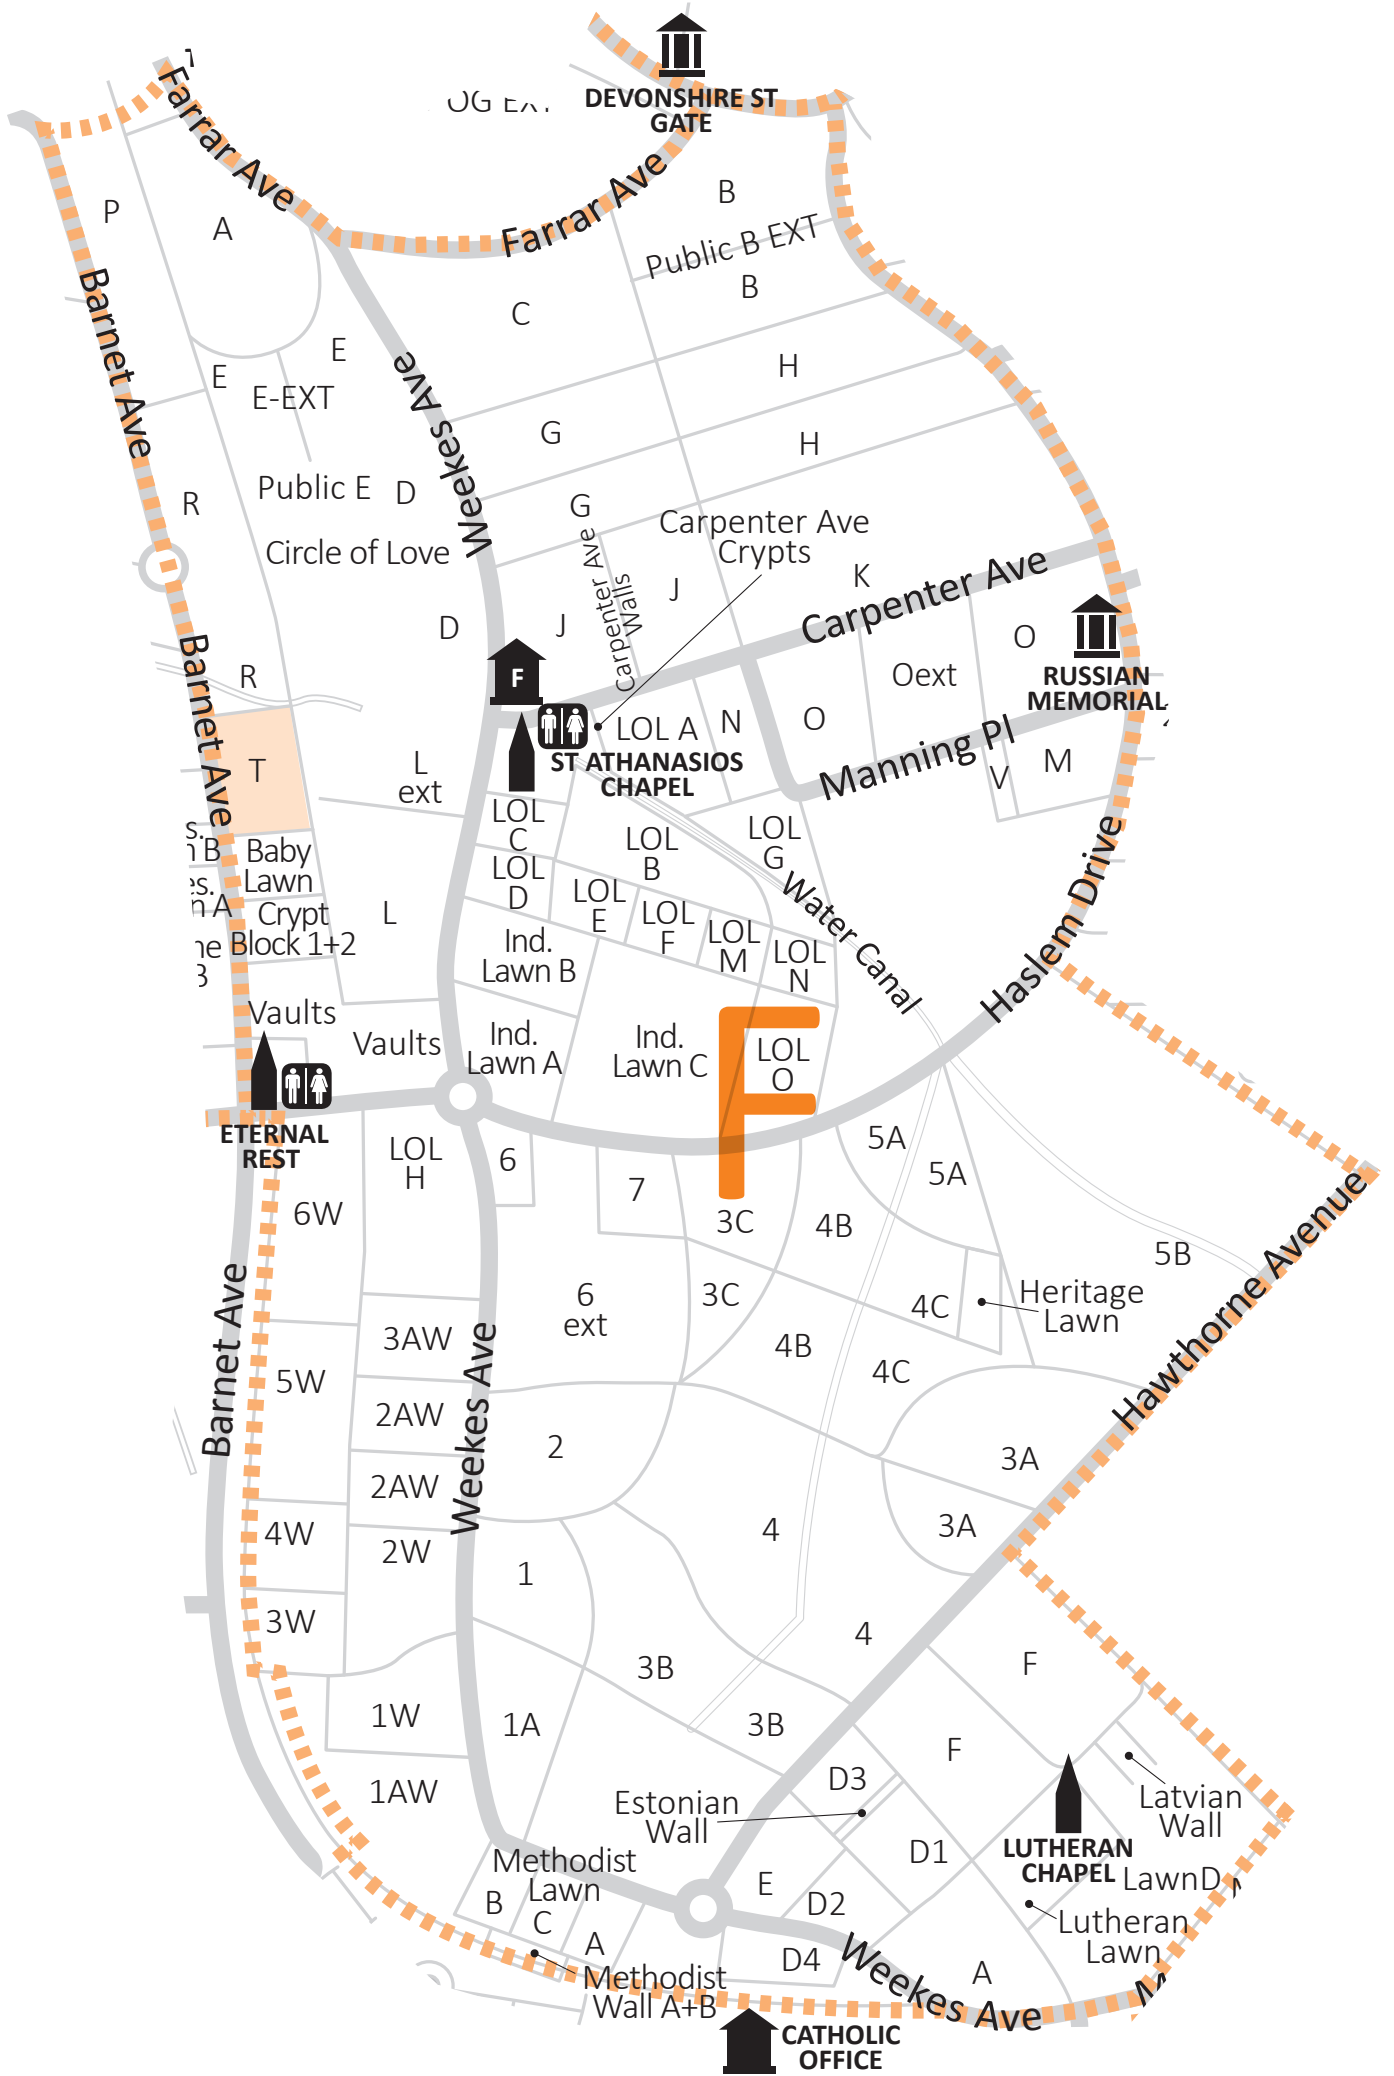 DEVONSHIRE ST
GATE
Farrar Ave
Farrar Ave
P
A
B
Public B EXT
B
C
Barnet Ave
E
E
E-EXT
Weekes Ave
H
G
H
Public E
D
R
G
Carpenter Ave
Crypts
Circle of Love
Carpenter Ave
Walls
K
Carpenter Ave
J
J
D
O
Oext
RUSSIAN
MEMORIAL
Barnet Ave
R
F
T
L
ext
LOL A
N
O
Manning Pl
V
M
ST ATHANASIOS
CHAPEL
LOL
C
LOL
B
LOL
G
Baby
Lawn
LOL
D
LOL
E
LOL
F
LOL
M
LOL
N
Water Canal
Haslem Drive
Crypt
Block 1+2
L
Ind.
Lawn B
Vaults
Vaults
Ind.
Lawn A
Ind.
Lawn C
F
LOL
O
ETERNAL
REST
LOL
H
6
7
5A
5A
6W
3C
4B
5B
Hawthorne Avenue
Barnet Ave
6
ext
3C
4C
Heritage
Lawn
3AW
Weekes Ave
4B
4C
5W
2AW
2
3A
2AW
4W
2W
4
3A
1
3W
4
3B
F
1W
1A
3B
F
1AW
D3
Estonian
Wall
Latvian
Wall
LUTHERAN
CHAPEL
D1
LawnD
Methodist
Lawn
B
C
A
E
D2
Lutheran
Lawn
D4
Weekes Ave
A
Methodist
Wall A+B
CATHOLIC
OFFICE